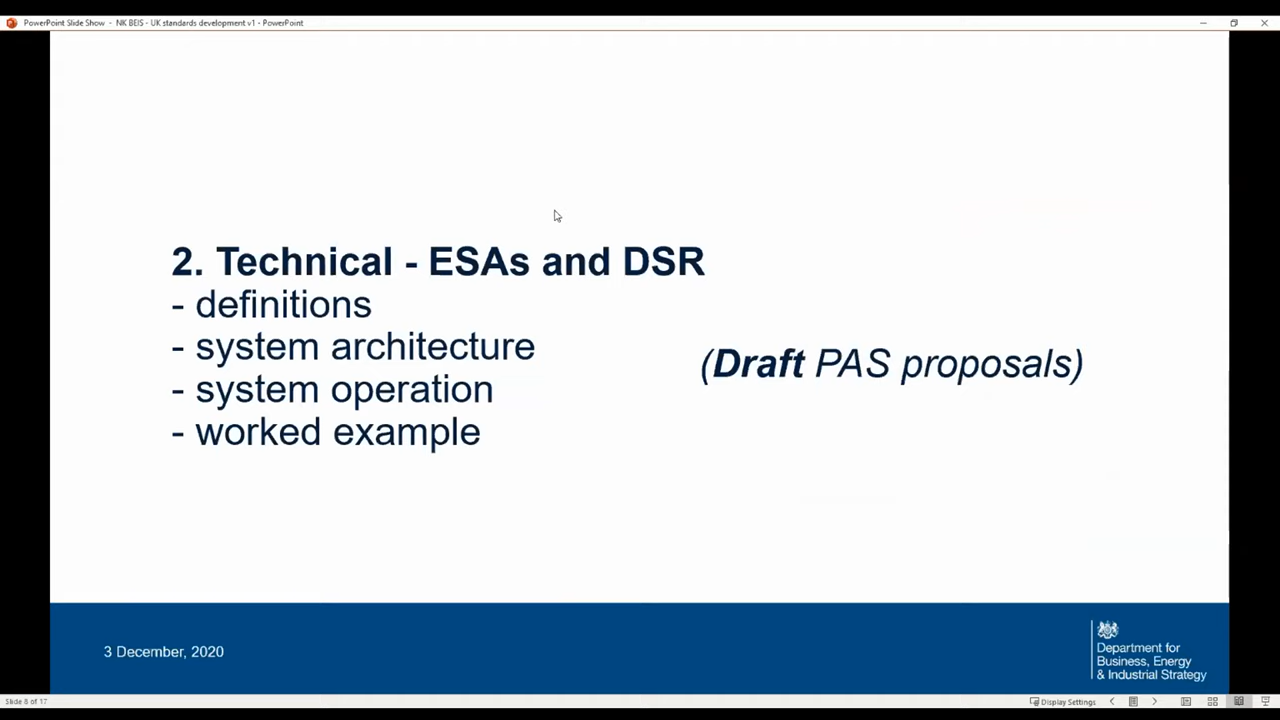 PowerPoint Slide Show - NK BEIS - UK standards development v1 - PowerPoint
2. Technical - ESAs and DSR
- definitions
- system architecture
- system operation
- worked example
(Draft PAS proposals)
3 December, 2020
Department for
Business, Energy
& Industrial Strategy
Slide 8 of 17
Display Settings